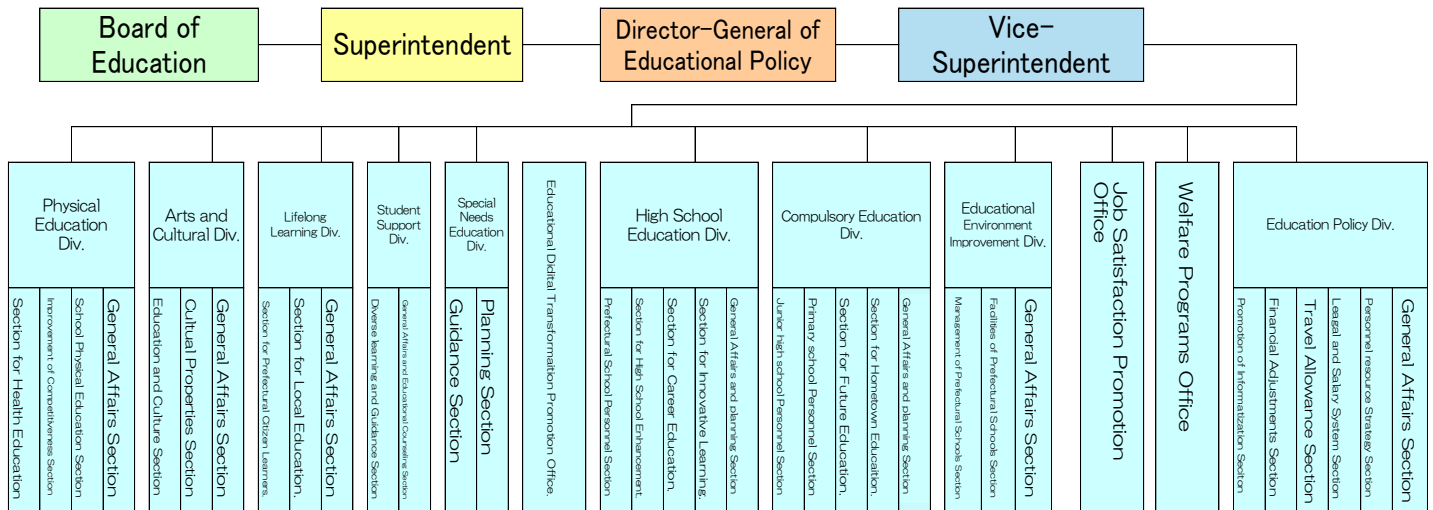 Board of
Education
Superintendent
Director-General of
Educational Policy
Vice-
Superintendent
Physical
Education
Div.
Section for Health Education
Improvement of Competitiveness Section
School Physical Education Section
General Affairs Section
Arts and
Cultural Div.
Education and Culture Section
Cultual Properties Section
General Affairs Section
Lifelong
Learning Div.
Section for Prefectural Citizen Learners.
Section for Local Education.
General Affairs Section
Student
Support
Div.
Diverse learning and Guidance Section
General Affairs and Educational Counseling Section
Special
Needs
Education
Div.
Guidance Section
Planning Section
Educational Didital Transformaition Promotion Office.
High School
Education Div.
Prefectural School Personnel Section
Section for High School Enhancement.
Section for Career Education.
Section for Innovative Learning.
General Affairs and planning Section
Compulsory Education
Div.
Junior high school Personnel Section
Primary school Personnel Section
Section for Future Education.
Section for Hometown Educaition.
General Affairs and planning Section
Educational
Environment
Improvement Div.
Management of Prefectural Schools Section
Facilities of Prefectural Schools Section
General Affairs Section
Job Satisfaction Promotion
Office
Welfare Programs Office
Education Policy Div.
Promotion of Informatization Seciton
Financial Adjustments Section
Travel Allowance Section
Leagal and Salary System Section
Personnel resource Strategy Section
General Affairs Section